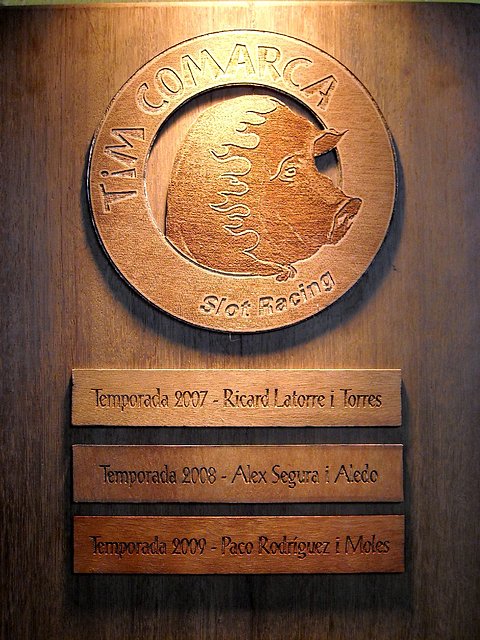 TiM COMARCA
Slot Racing
Temporada 2007 - Ricard Latorre i Torres
Temporada 2008 - Alex Segura i Aledo
Temporada 2009 - Paco Rodríguez i Moles